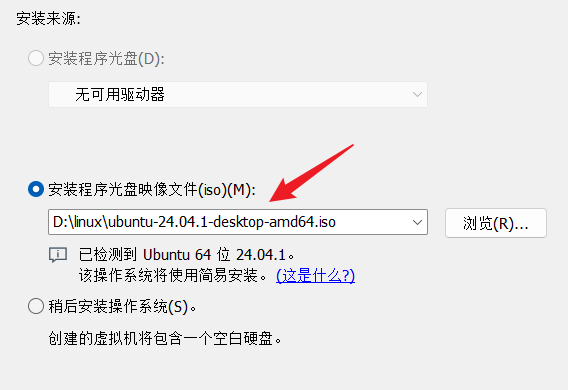 安装来源:
安装程序光盘(D):
无可用驱动器
安装程序光盘映像文件(iso)(M):
D:\linux\ubuntu-24.04.1-desktop-amd64.iso
浏览(R)...
已检测到 Ubuntu 64 位 24.04.1。
该操作系统将使用简易安装。 (这是什么?)
稍后安装操作系统(S)。
创建的虚拟机将包含一个空白硬盘。